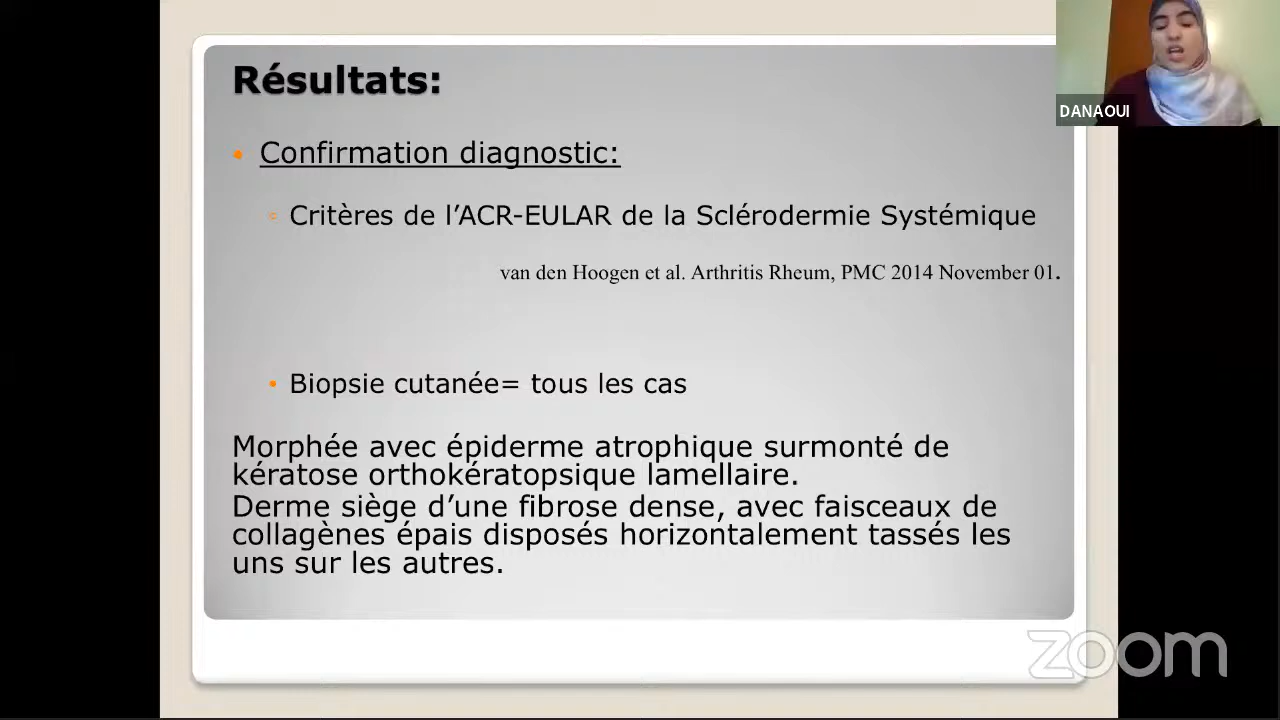 Résultats:
DANAOUI
Confirmation diagnostic:
Critères de l’ACR-EULAR de la Sclérodermie Systémique
van den Hoogen et al. Arthritis Rheum, PMC 2014 November 01.
Biopsie cutanée= tous les cas
Morphée avec épiderme atrophique surmonté de
kératose orthokératopsique lamellaire.
Derme siège d’une fibrose dense, avec faisceaux de
collagènes épais disposés horizontalement tassés les
uns sur les autres.
zoom